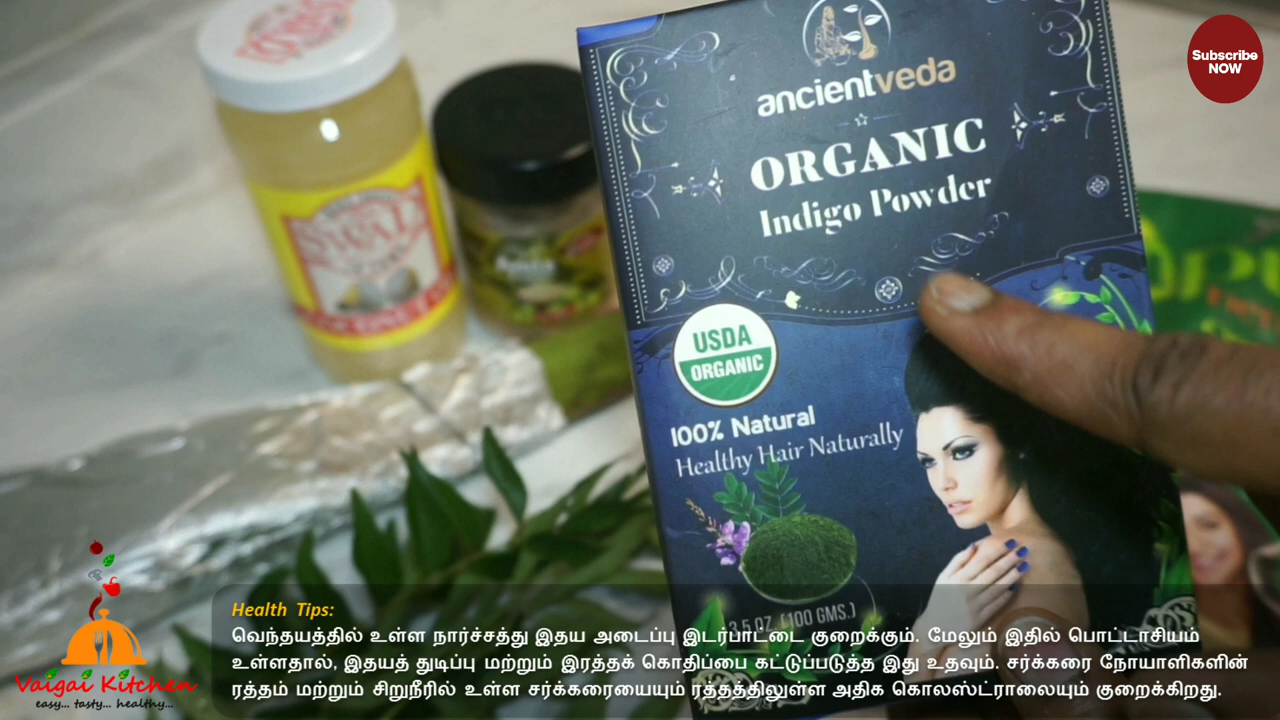 Subscribe
NOW
ancientveda
ORGANIC
Indigo Powder
USDA
ORGANIC
100% Natural
Healthy Hair Naturally
3.5 OZ. (100 GMS.)
Health Tips:
வெந்தயத்தில் உள்ள நார்ச்சத்து இதய அடைப்பு இடர்பாட்டை குறைக்கும். மேலும் இதில் பொட்டாசியம்
உள்ளதால், இதயத் துடிப்பு மற்றும் இரத்தக் கொதிப்பை கட்டுப்படுத்த இது உதவும். சர்க்கரை நோயாளிகளின்
ரத்தம் மற்றும் சிறுநீரில் உள்ள சர்க்கரையையும் ரத்தத்திலுள்ள அதிக கொலஸ்ட்ராலையும் குறைக்கிறது.
Vaigai Kitchen
easy... tasty... healthy...